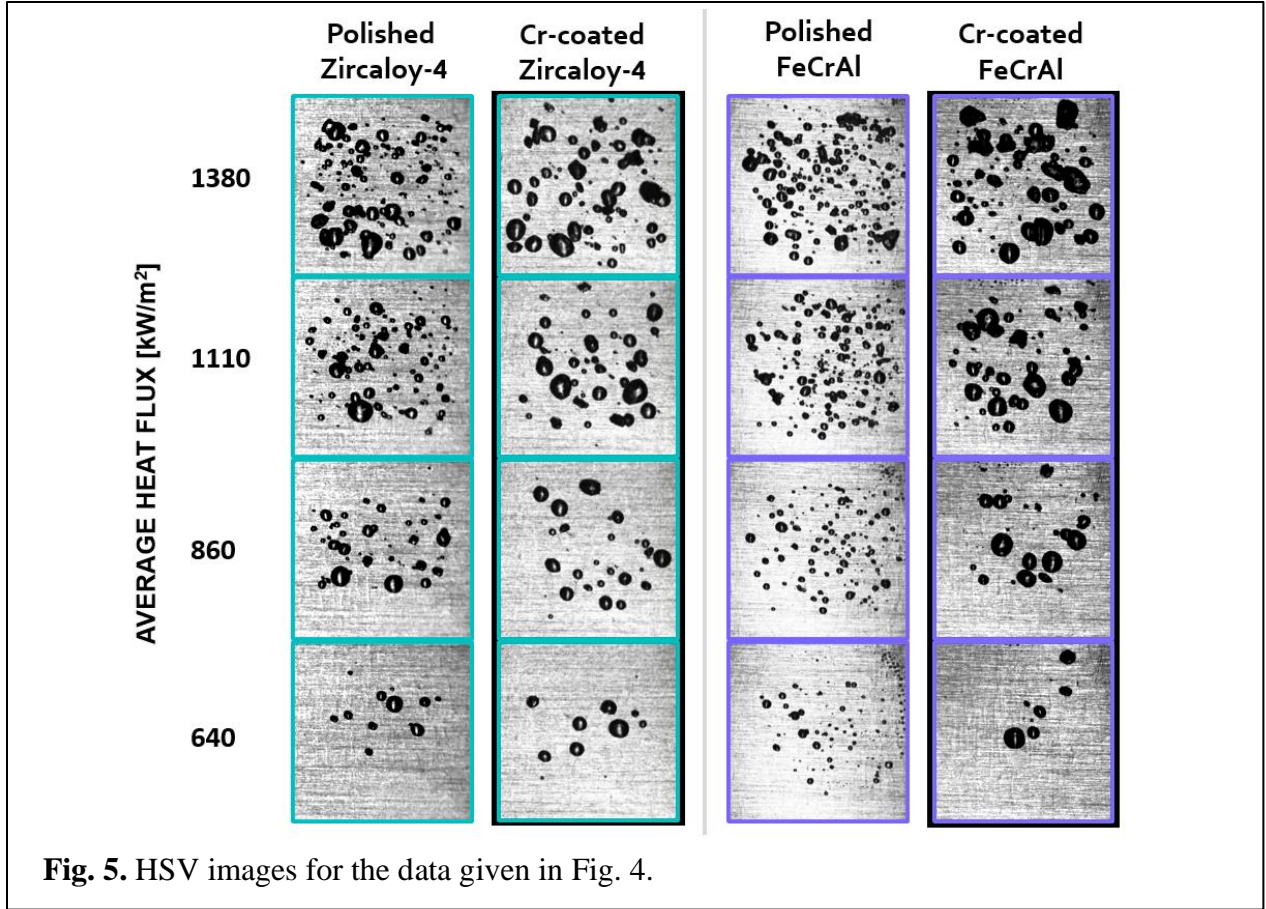 Polished
Zircaloy-4
Cr-coated
Zircaloy-4
Polished
FeCrAl
Cr-coated
FeCrAl
AVERAGE HEAT FLUX [kW/m²]
1380
1110
860
640
Fig. 5. HSV images for the data given in Fig. 4.